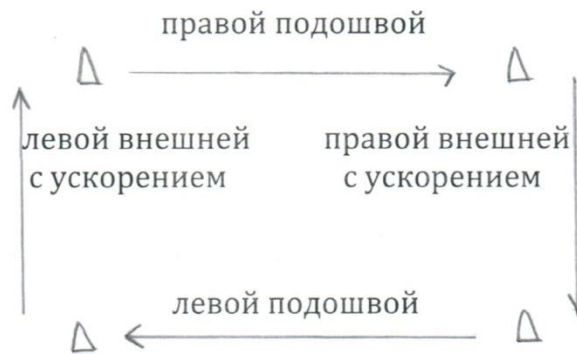 правой подошвой
левой внешней
с ускорением
правой внешней
с ускорением
левой подошвой